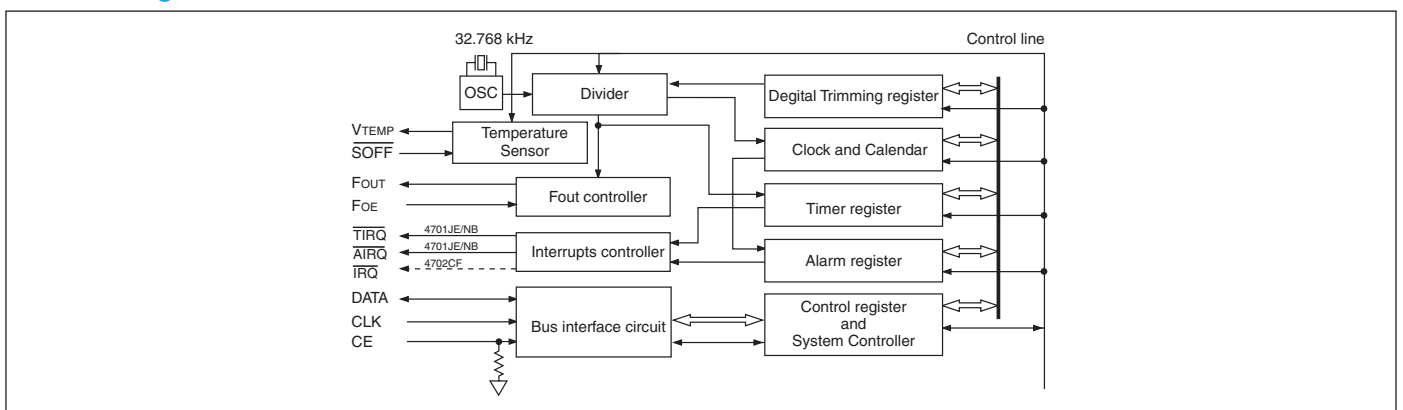 32.768 kHz
Control line
OSC
Divider
Degital Trimming register
VTEMP
SOFF
Temperature
Sensor
Clock and Calendar
FOUT
FOE
Fout controller
Timer register
TIRQ
4701JE/NB
AIRQ
4701JE/NB
IRQ
4702CF
Interrupts controller
Alarm register
DATA
CLK
CE
Bus interface circuit
Control register
and
System Controller